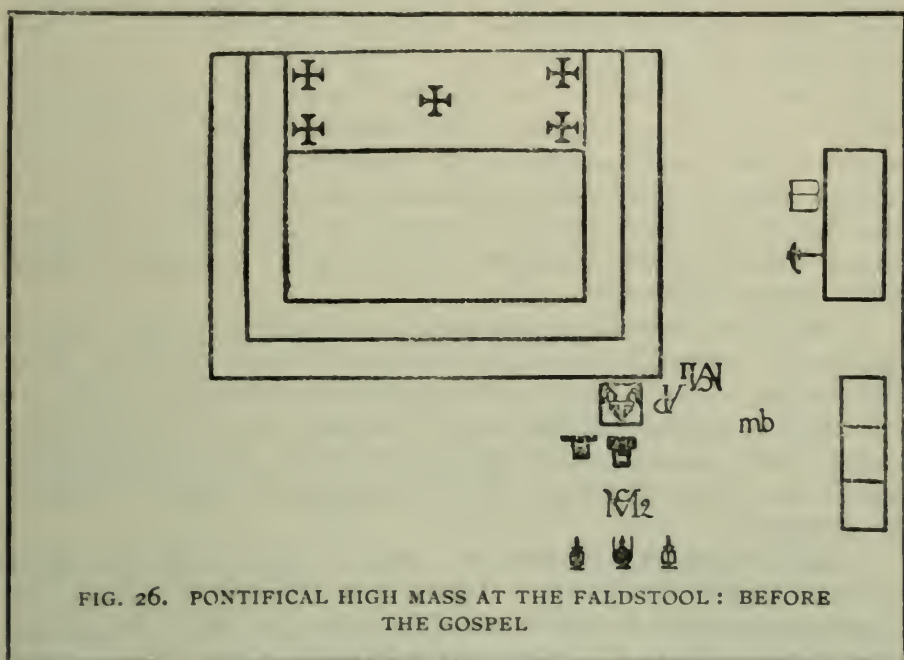 mb
FIG. 26. PONTIFICAL HIGH MASS AT THE FALDSTOOL: BEFORE
THE GOSPEL